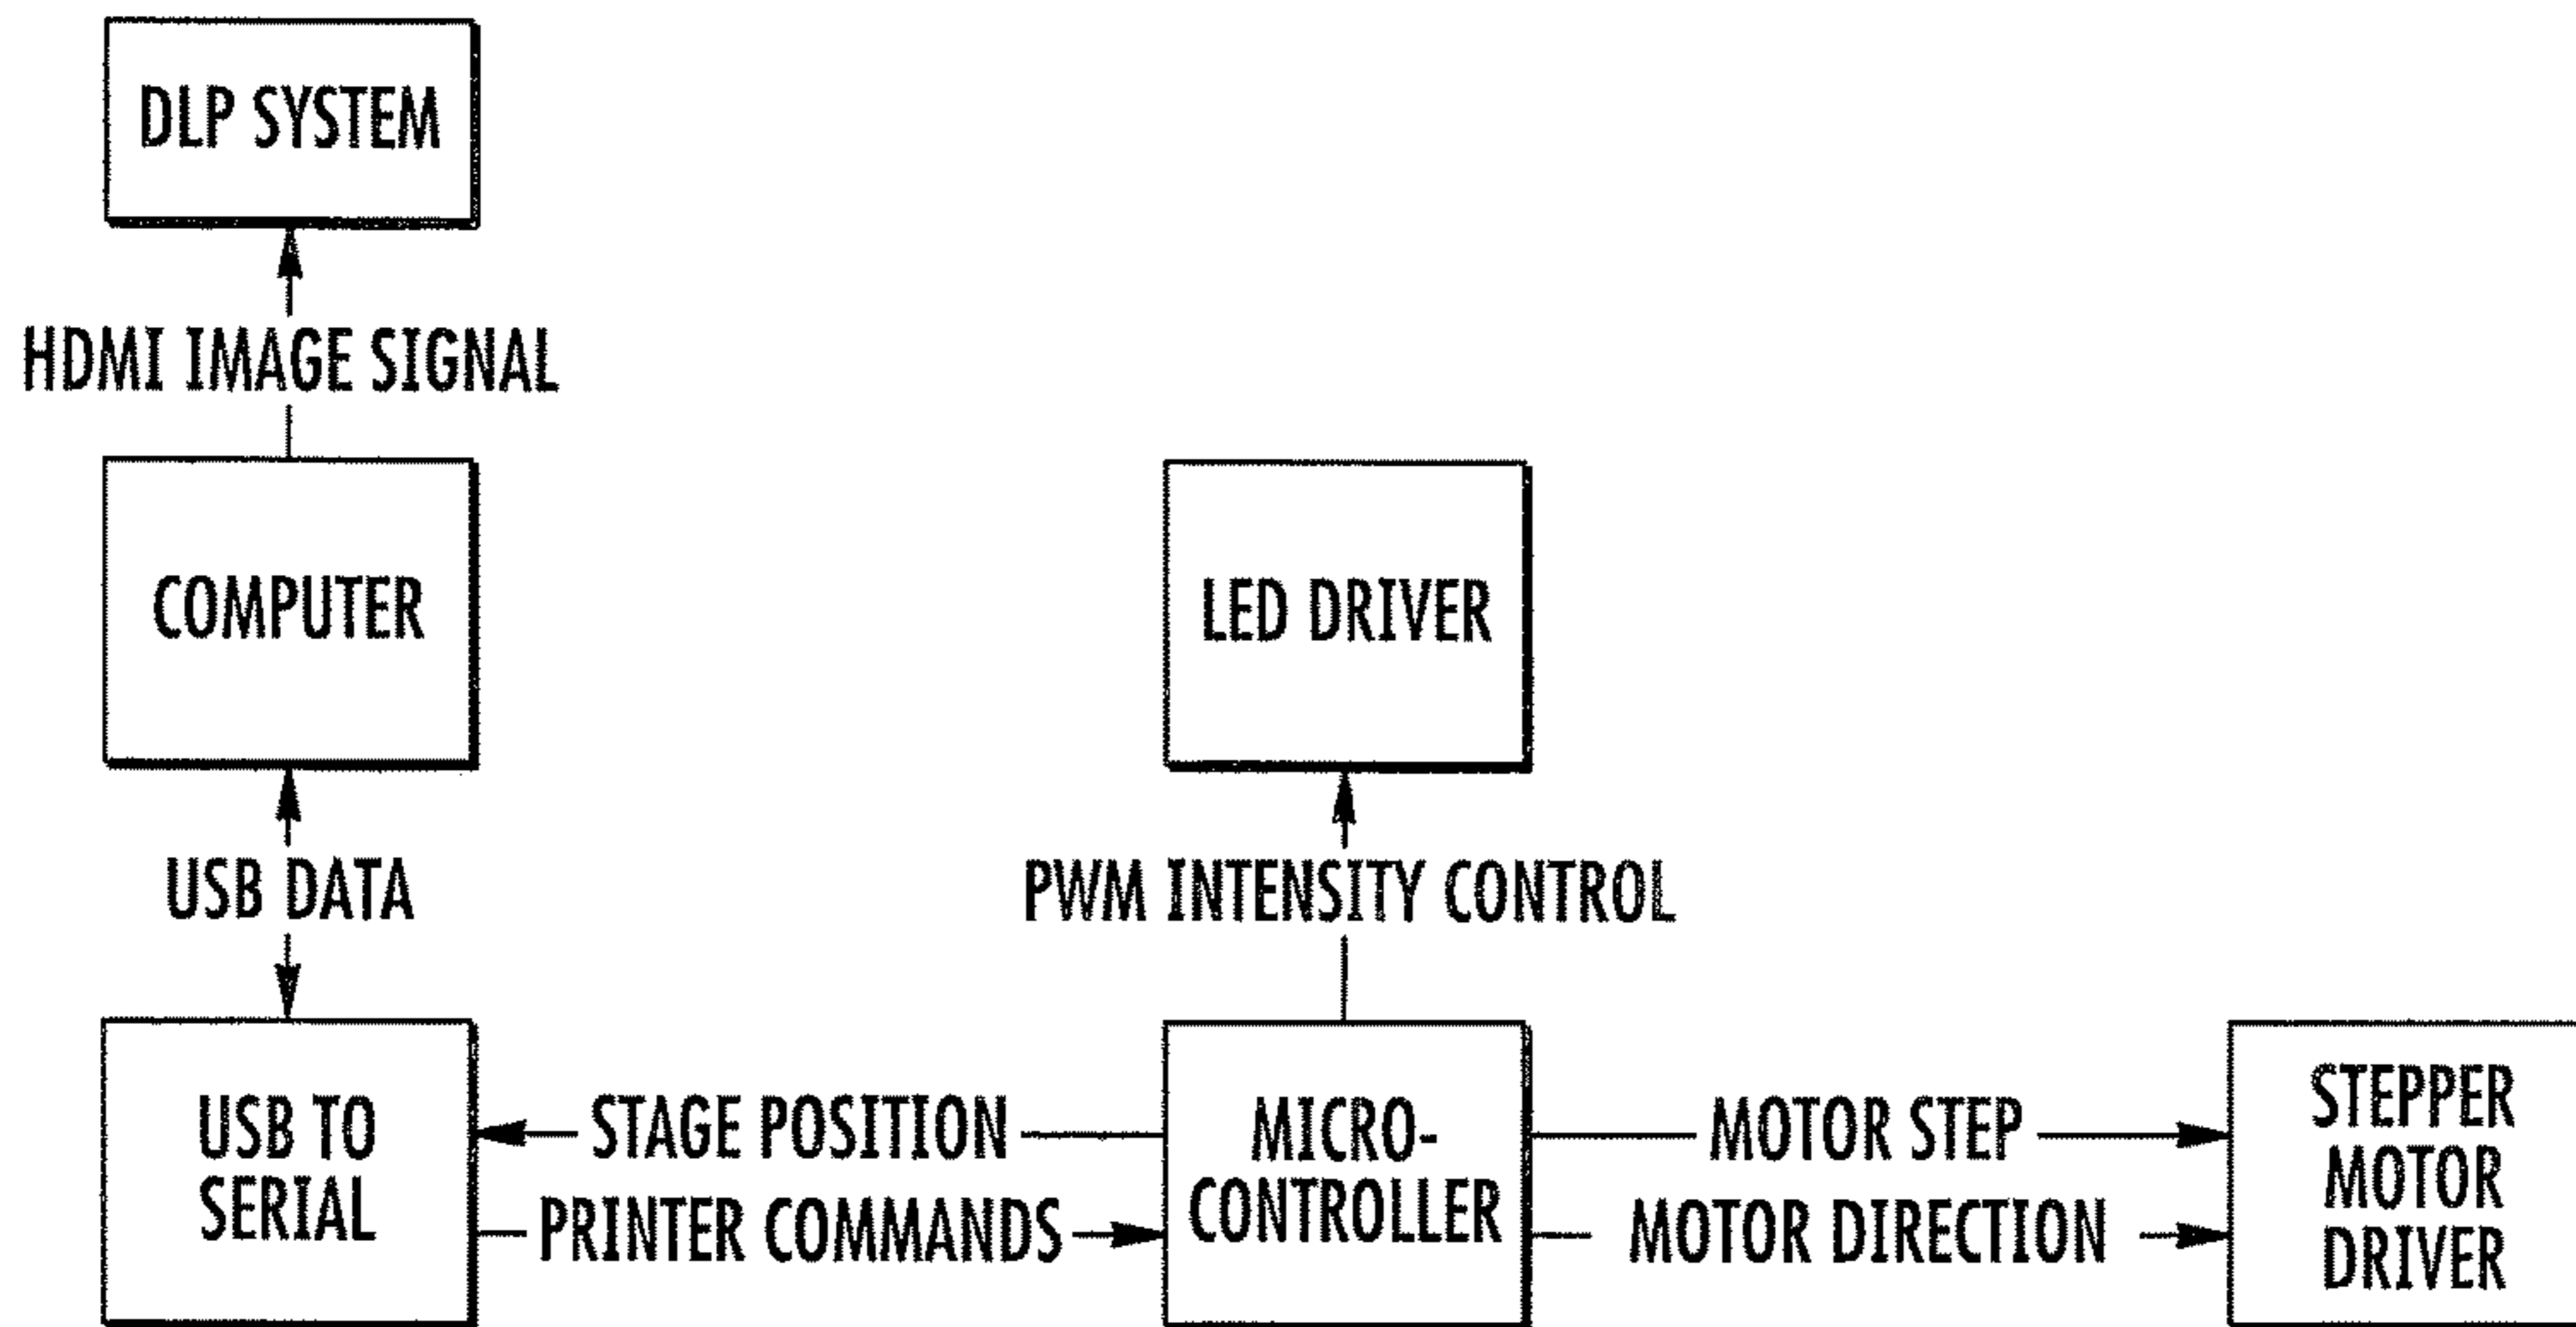 DLP SYSTEM
HDMI IMAGE SIGNAL
COMPUTER
LED DRIVER
USB DATA
PWM INTENSITY CONTROL
USB TO
SERIAL
STAGE POSITION
PRINTER COMMANDS
MICRO-
CONTROLLER
MOTOR STEP
MOTOR DIRECTION
STEPPER
MOTOR
DRIVER